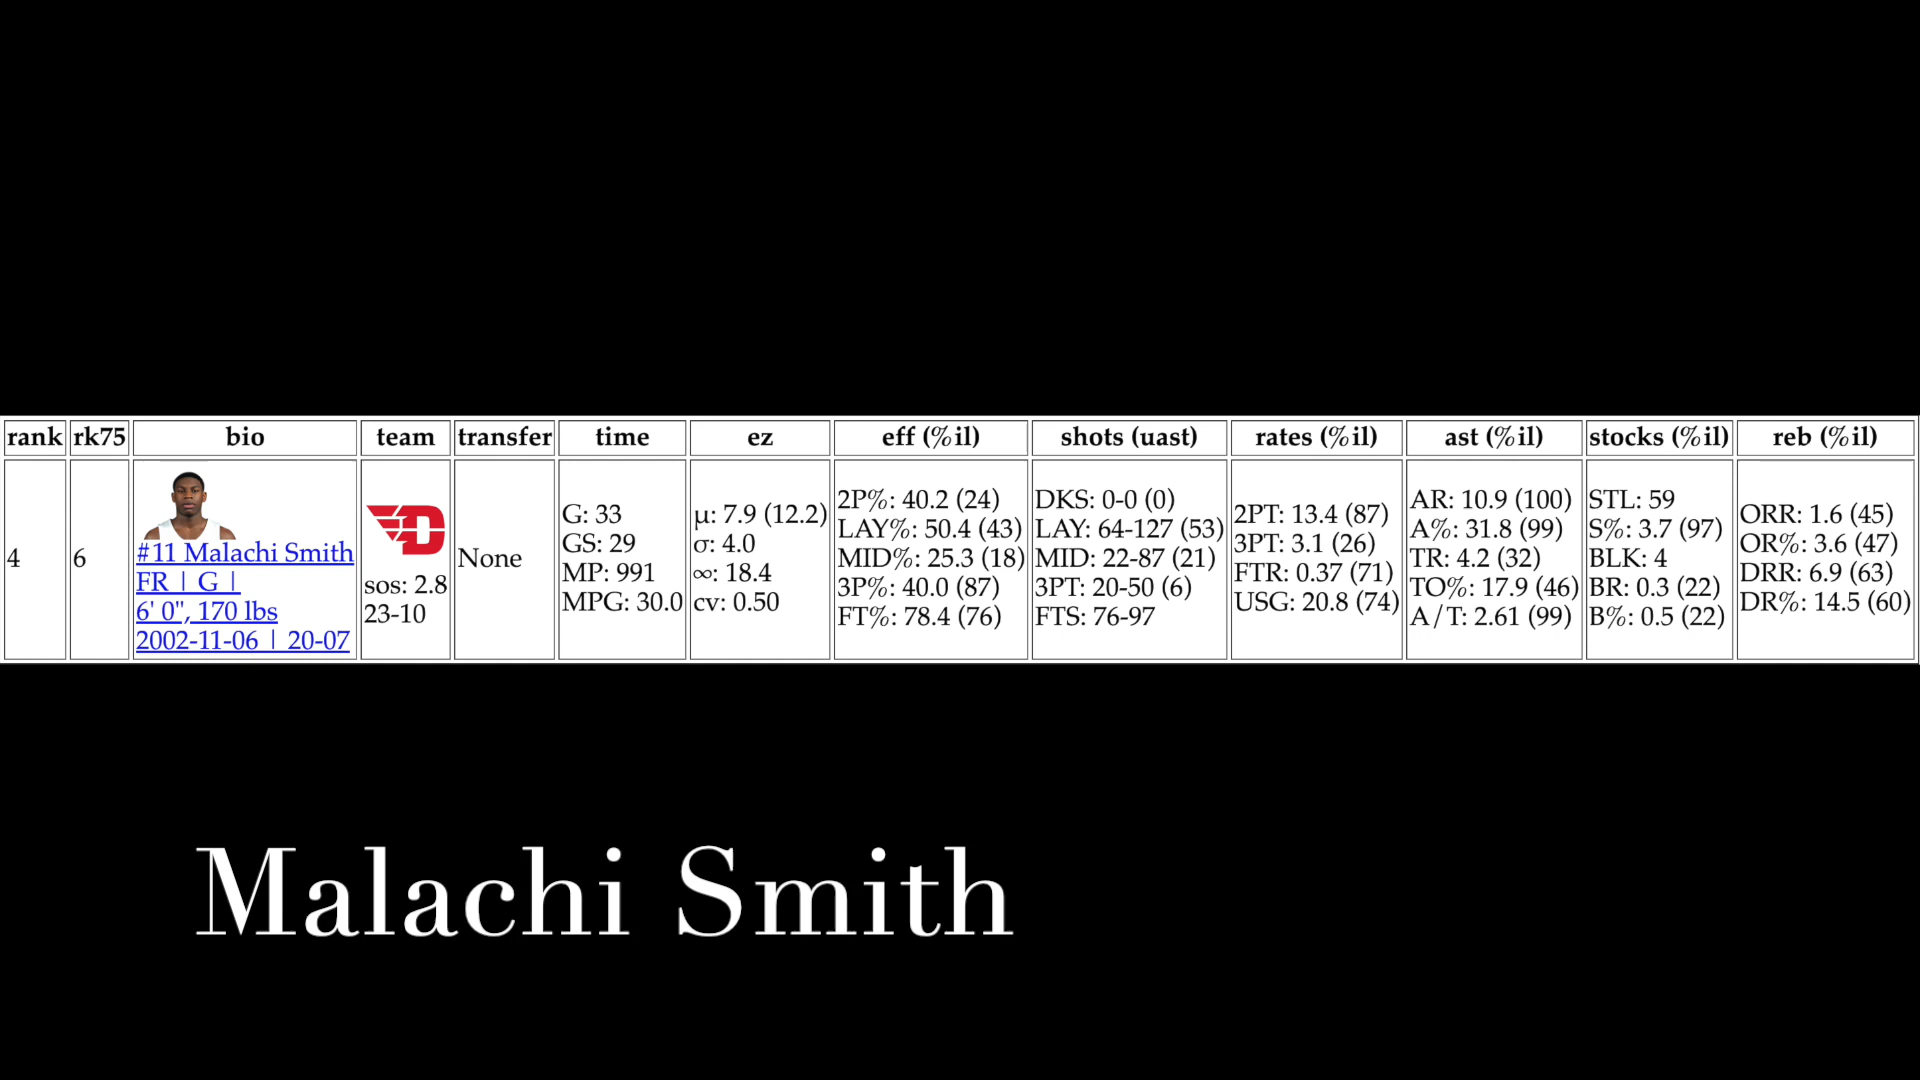 rank rk75 bio team transfer time ez eff (%il) shots (uast) rates (%il) ast (%il) stocks (%il) reb (%il)
4
6
#11 Malachi Smith
FR | G |
6' 0", 170 lbs
2002-11-06 | 20-07
D
sos: 2.8
23-10
None
G: 33
GS: 29
MP: 991
MPG: 30.0
μ: 7.9 (12.2)
σ: 4.0
∞: 18.4
cv: 0.50
2P%: 40.2 (24)
LAY%: 50.4 (43)
MID%: 25.3 (18)
3P%: 40.0 (87)
FT%: 78.4 (76)
DKS: 0-0 (0)
LAY: 64-127 (53)
MID: 22-87 (21)
3PT: 20-50 (6)
FTS: 76-97
2PT: 13.4 (87)
3PT: 3.1 (26)
FTR: 0.37 (71)
USG: 20.8 (74)
AR: 10.9 (100)
A%: 31.8 (99)
TR: 4.2 (32)
TO%: 17.9 (46)
A/T: 2.61 (99)
STL: 59
S%: 3.7 (97)
BLK: 4
BR: 0.3 (22)
B%: 0.5 (22)
ORR: 1.6 (45)
OR%: 3.6 (47)
DRR: 6.9 (63)
DR%: 14.5 (60)
Malachi Smith